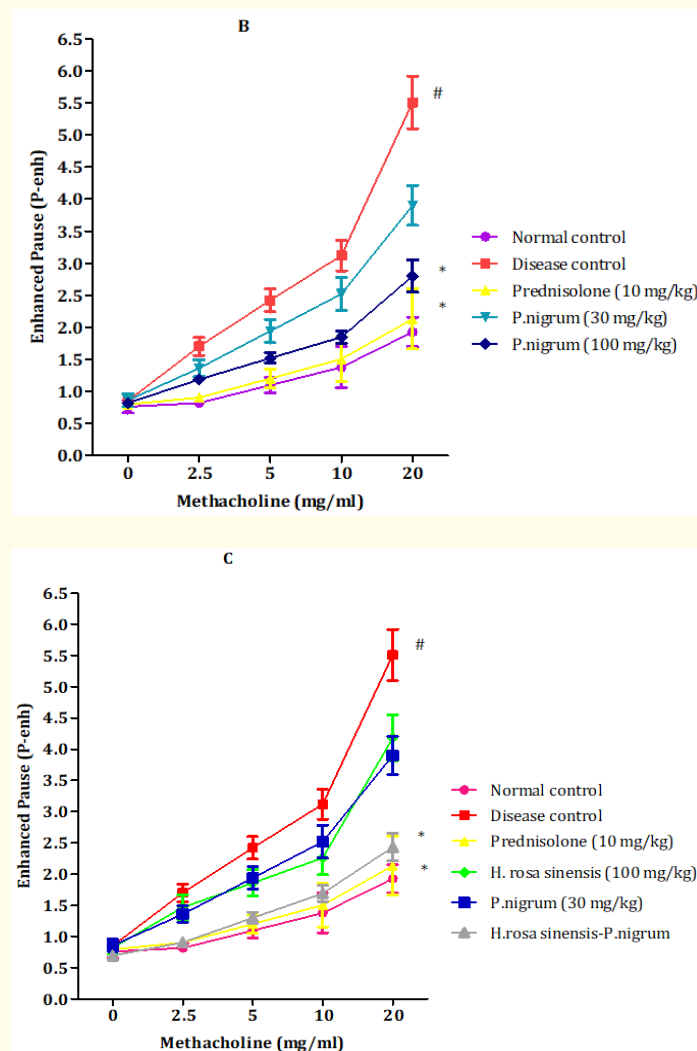 B
6.5
6.0
5.5
5.0
4.5
4.0
3.5
3.0
2.5
2.0
1.5
1.0
0.5
0.0
Enhanced Pause (P-enh)
#
*
*
Normal control
Disease control
Prednisolone (10 mg/kg)
P.nigrum (30 mg/kg)
P.nigrum (100 mg/kg)
0 2.5 5 10 20
Methacholine (mg/ml)
C
6.5
6.0
5.5
5.0
4.5
4.0
3.5
3.0
2.5
2.0
1.5
1.0
0.5
0.0
Enhanced Pause (P-enh)
#
*
*
Normal control
Disease control
Prednisolone (10 mg/kg)
H. rosa sinensis (100 mg/kg)
P.nigrum (30 mg/kg)
H.rosa sinensis-P.nigrum
0 2.5 5 10 20
Methacholine (mg/ml)